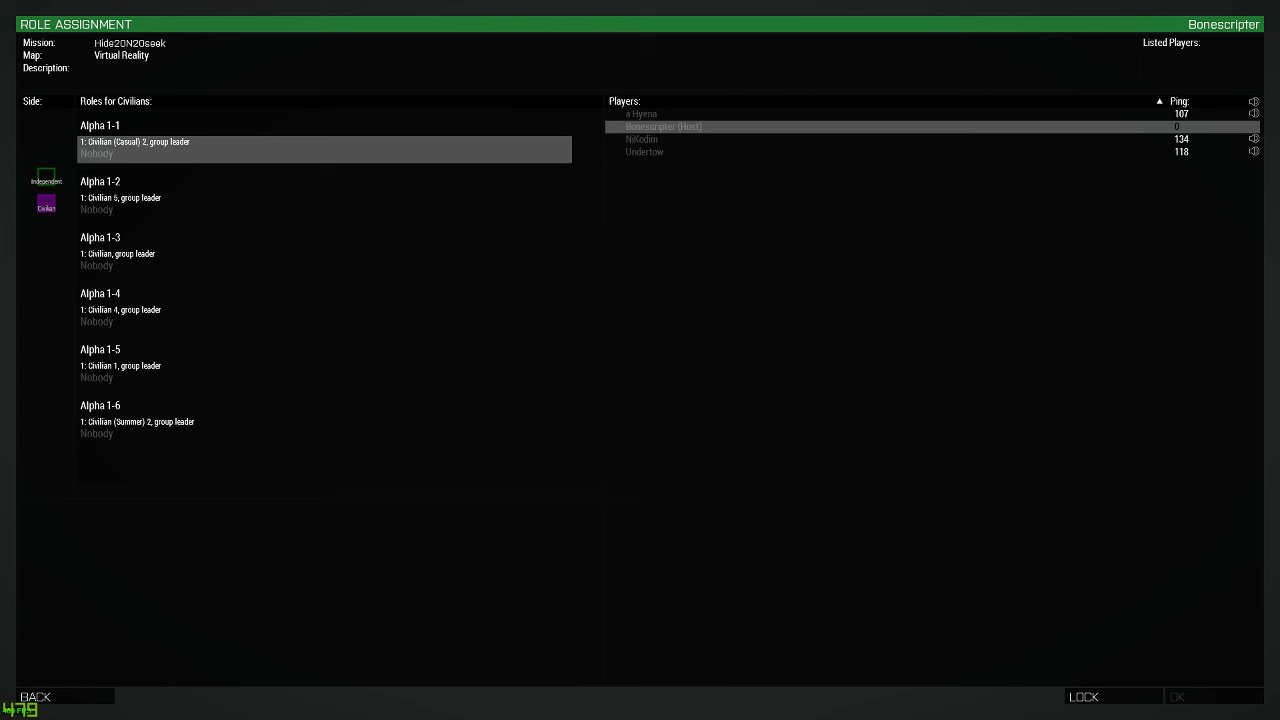 ROLE ASSIGNMENT
Bonescripter
Mission: Hide20N20seek
Map: Virtual Reality
Description:
Listed Players:
Side:
Roles for Civilians:
Players:
Ping:
Independent
Civilian
Alpha 1-1
1: Civilian (Casual) 2, group leader
Nobody
Alpha 1-2
1: Civilian 5, group leader
Nobody
Alpha 1-3
1: Civilian, group leader
Nobody
Alpha 1-4
1: Civilian 4, group leader
Nobody
Alpha 1-5
1: Civilian 1, group leader
Nobody
Alpha 1-6
1: Civilian (Summer) 2, group leader
Nobody
a Hyena 107
Bonescripter (Host) 0
NiKodim 134
Undertow 118
BACK
LOCK
OK
479